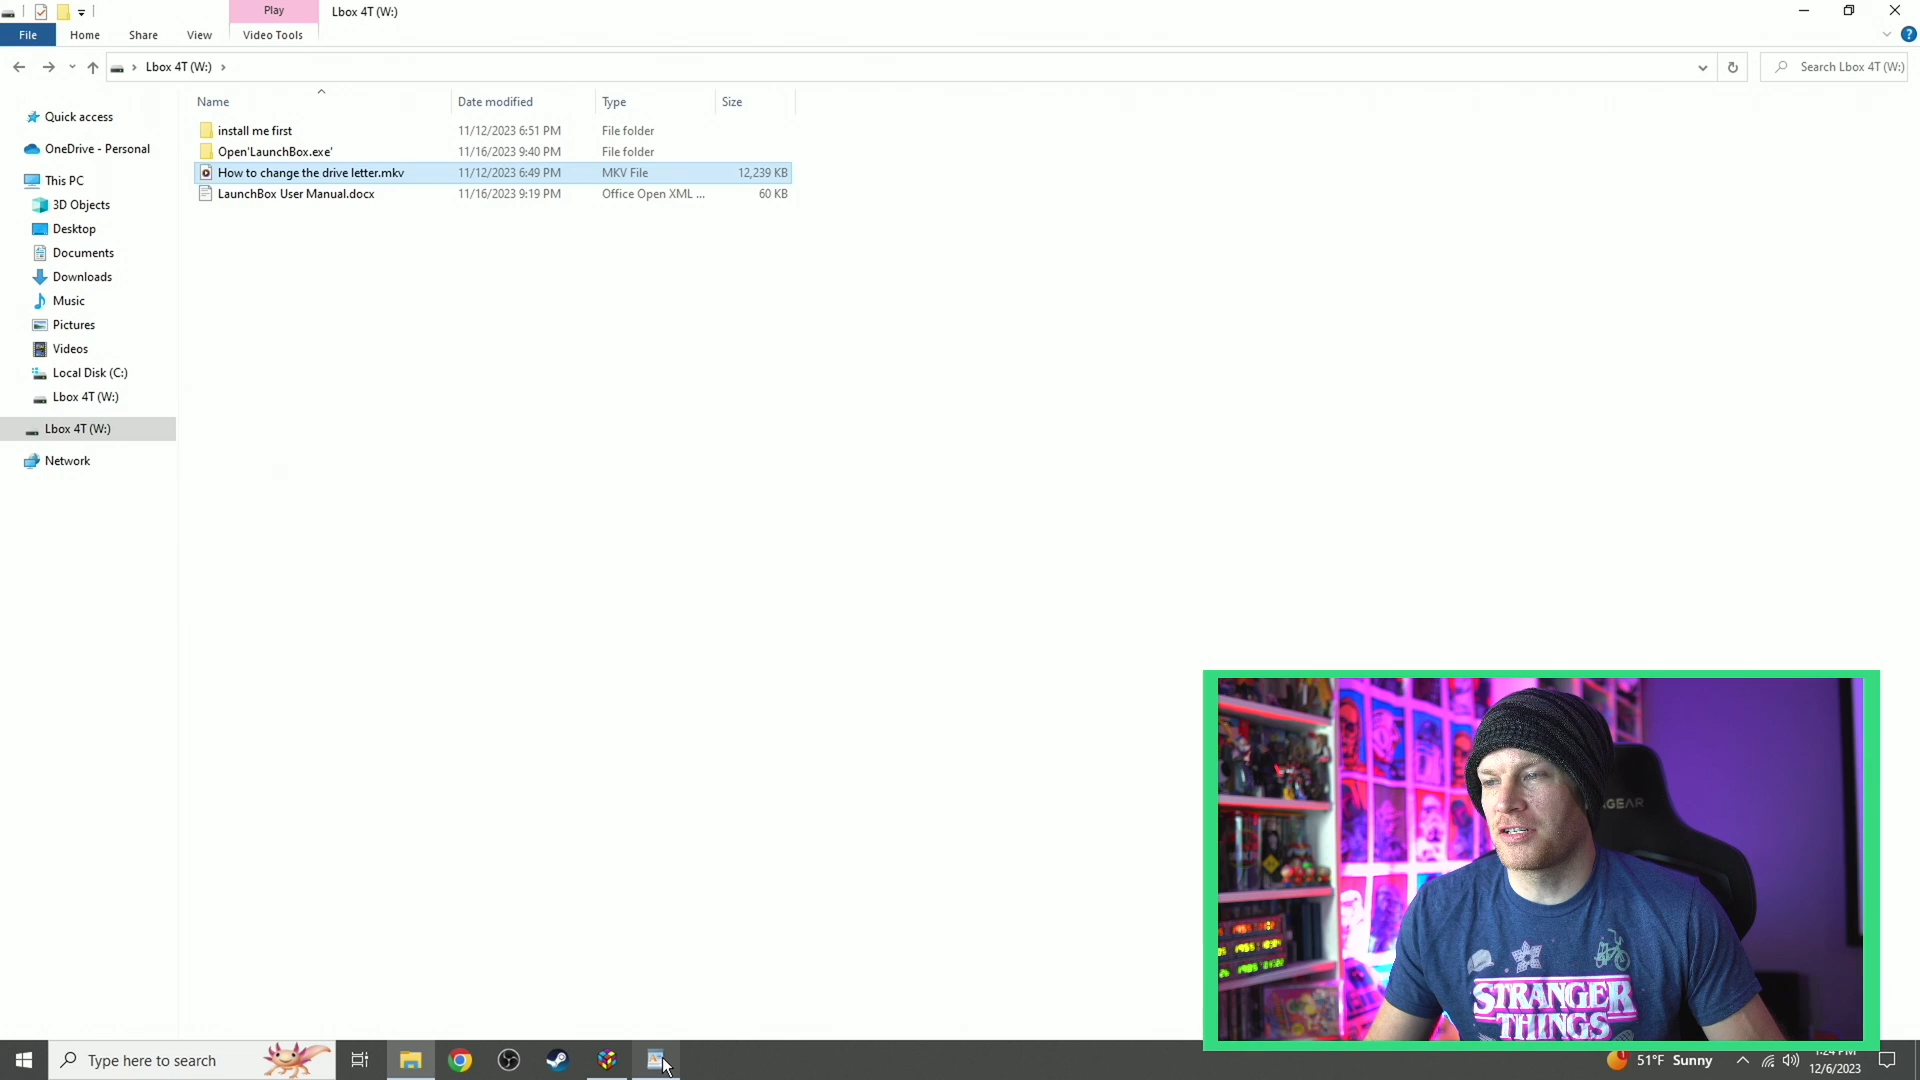 Play
Lbox 4T (W:)
File
Home
Share
View
Video Tools
Lbox 4T (W:)
Search Lbox 4T (W:)
Name
Date modified
Type
Size
install me first
11/12/2023 6:51 PM
File folder
Open'LaunchBox.exe'
11/16/2023 9:40 PM
File folder
How to change the drive letter.mkv
11/12/2023 6:49 PM
MKV File
12,239 KB
LaunchBox User Manual.docx
11/16/2023 9:19 PM
Office Open XML ...
60 KB
Quick access
OneDrive - Personal
This PC
3D Objects
Desktop
Documents
Downloads
Music
Pictures
Videos
Local Disk (C:)
Lbox 4T (W:)
Lbox 4T (W:)
Network
STRANGER
THINGS
Type here to search
51°F Sunny
1:24 PM
12/6/2023